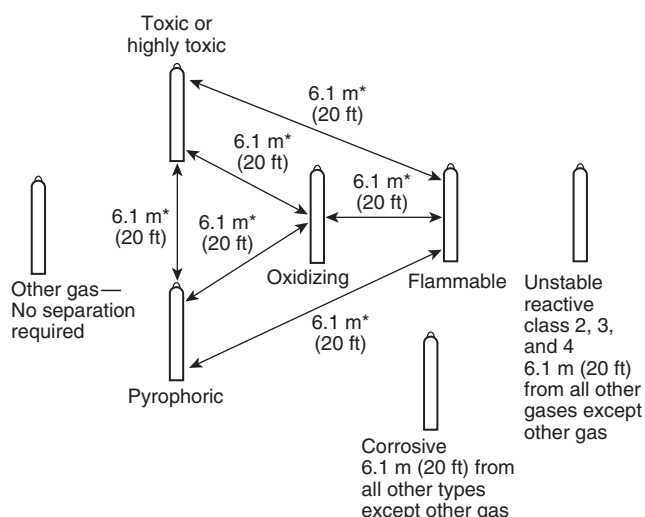 Toxic or
highly toxic
6.1 m*
(20 ft)
6.1 m*
(20 ft)
6.1 m*
(20 ft)
6.1 m*
(20 ft)
6.1 m*
(20 ft)
Other gas—
No separation
required
Oxidizing
Flammable
Unstable
reactive
class 2, 3,
and 4
6.1 m (20 ft)
from all other
gases except
other gas
6.1 m*
(20 ft)
Pyrophoric
Corrosive
6.1 m (20 ft) from
all other types
except other gas